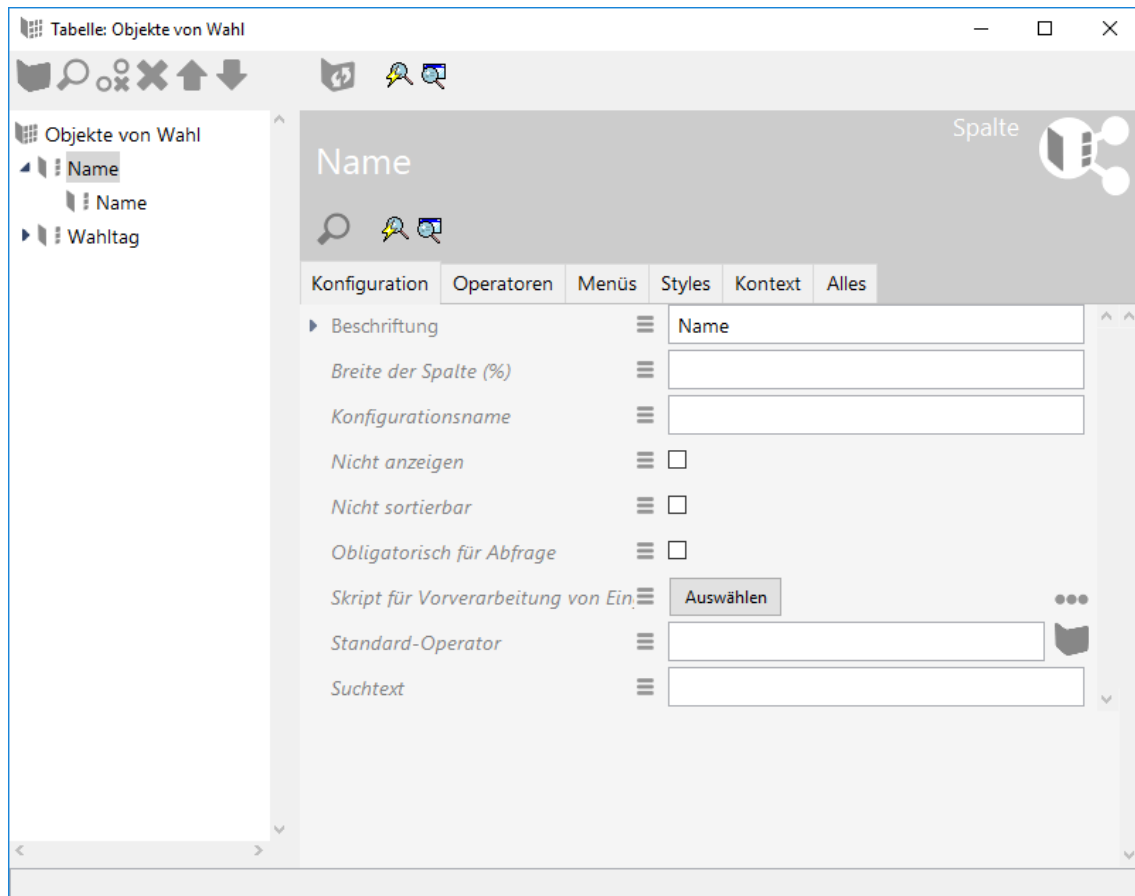 Tabelle: Objekte von Wahl
Objekte von Wahl
Name
Name
Wahltag
Spalte
Name
Konfiguration Operatoren Menüs Styles Kontext Alles
Beschriftung Name
Breite der Spalte (%)
Konfigurationsname
Nicht anzeigen
Nicht sortierbar
Obligatorisch für Abfrage
Skript für Vorverarbeitung von Ein Auswählen
Standard-Operator
Suchtext